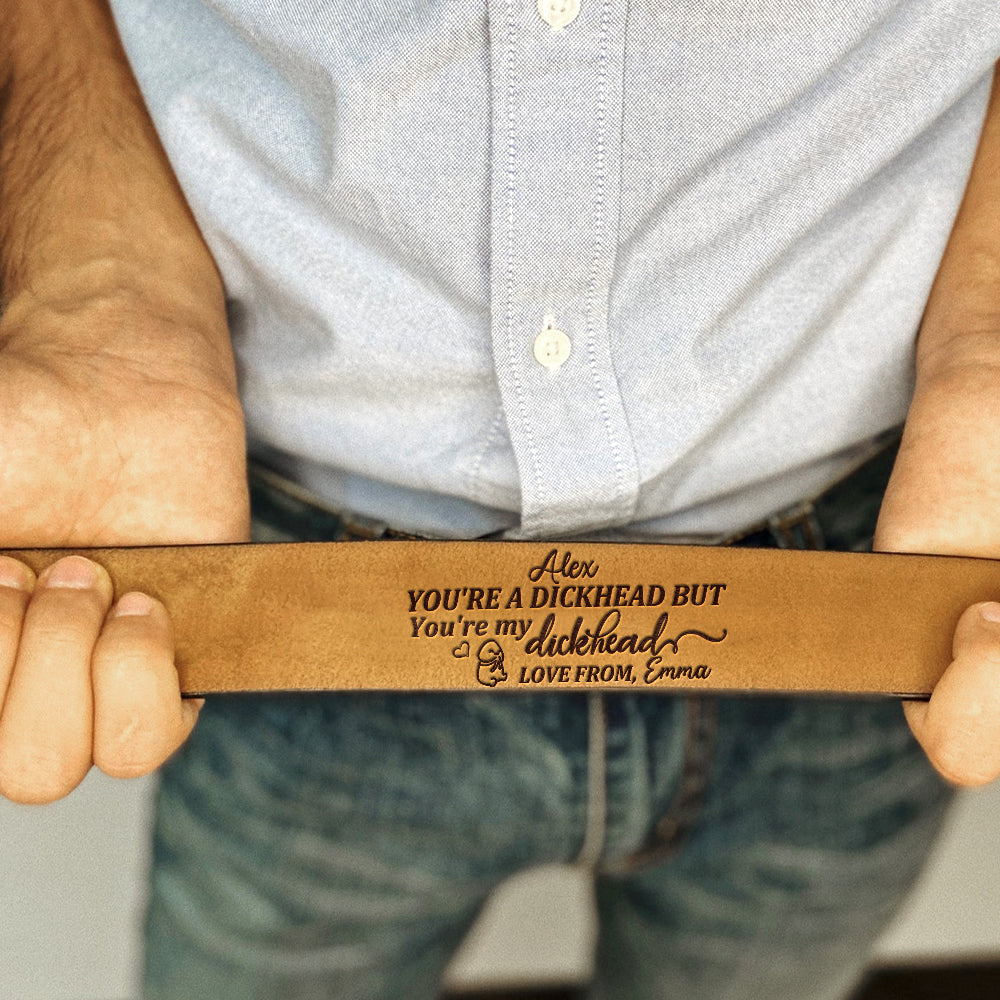 Alex
YOU'RE A DICKHEAD BUT
You're my dickhead
LOVE FROM, Emma